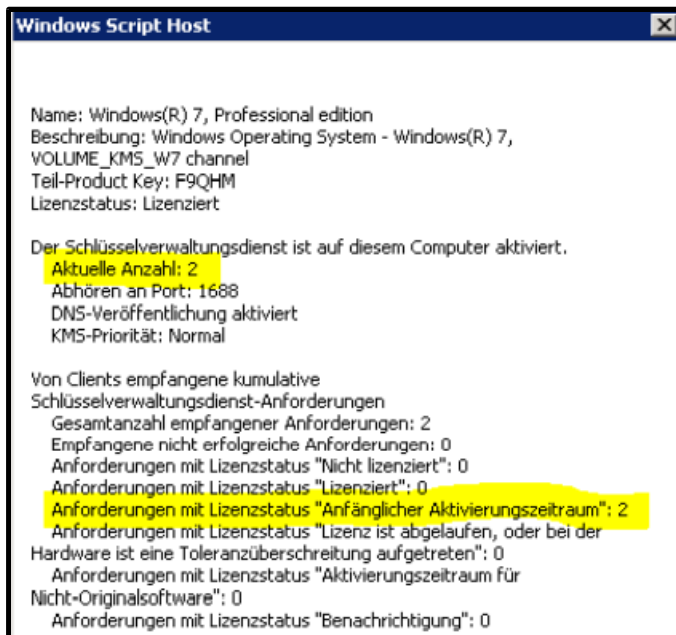 Windows Script Host
Name: Windows(R) 7, Professional edition
Beschreibung: Windows Operating System - Windows(R) 7,
VOLUME_KMS_W7 channel
Teil-Product Key: F9QHM
Lizenzstatus: Lizenziert
Der Schlüsselverwaltungsdienst ist auf diesem Computer aktiviert.
Aktuelle Anzahl: 2
Abhören an Port: 1688
DNS-Veröffentlichung aktiviert
KMS-Priorität: Normal
Von Clients empfangene kumulative
Schlüsselverwaltungsdienst-Anforderungen
Gesamtanzahl empfangener Anforderungen: 2
Empfangene nicht erfolgreiche Anforderungen: 0
Anforderungen mit Lizenzstatus "Nicht lizenziert": 0
Anforderungen mit Lizenzstatus "Lizenziert": 0
Anforderungen mit Lizenzstatus "Anfänglicher Aktivierungszeitraum": 2
Anforderungen mit Lizenzstatus "Lizenz ist abgelaufen, oder bei der
Hardware ist eine Toleranzüberschreitung aufgetreten": 0
Anforderungen mit Lizenzstatus "Aktivierungszeitraum für
Nicht-Originalsoftware": 0
Anforderungen mit Lizenzstatus "Benachrichtigung": 0